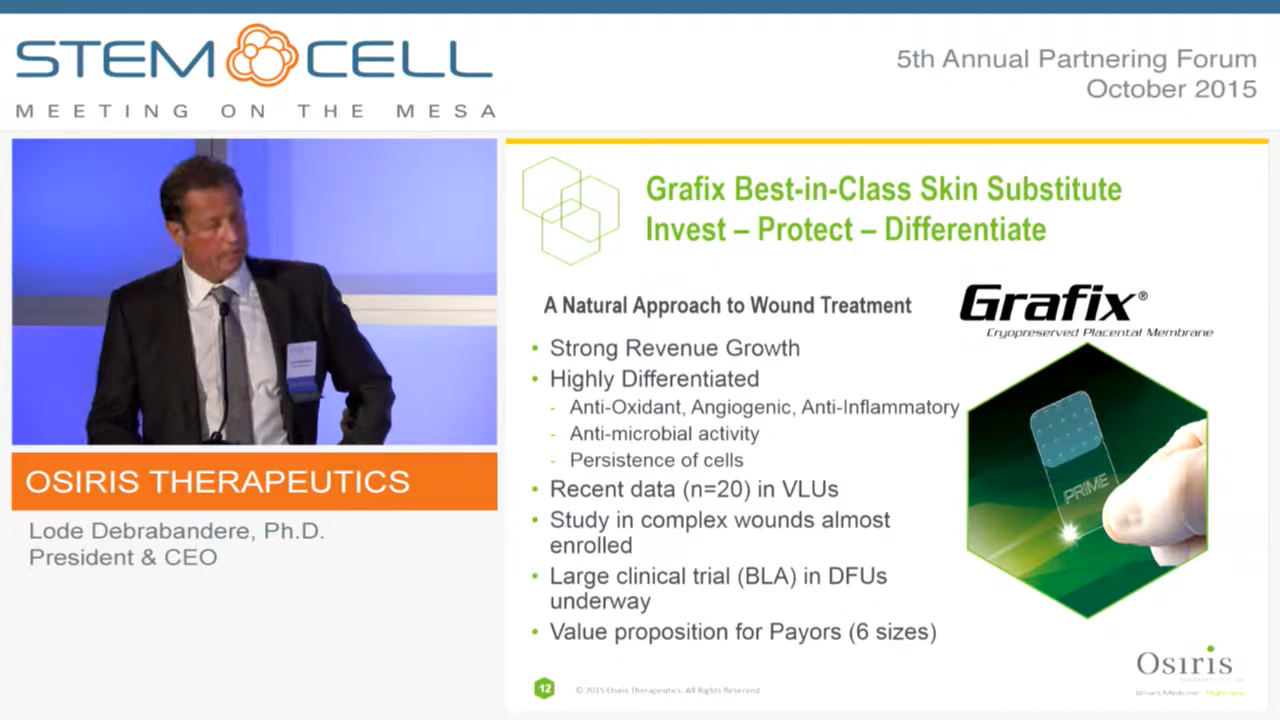 STEM CELL
MEETING ON THE MESA
5th Annual Partnering Forum
October 2015
OSIRIS THERAPEUTICS
Lode Debrabandere, Ph.D.
President & CEO
Grafix Best-in-Class Skin Substitute
Invest – Protect – Differentiate
A Natural Approach to Wound Treatment
• Strong Revenue Growth
• Highly Differentiated
- Anti-Oxidant, Angiogenic, Anti-Inflammatory
- Anti-microbial activity
- Persistence of cells
• Recent data (n=20) in VLUs
• Study in complex wounds almost
enrolled
• Large clinical trial (BLA) in DFUs
underway
• Value proposition for Payors (6 sizes)
Grafix®
Cryopreserved Placental Membrane
PRIME
12
© 2015 Osiris Therapeutics. All Rights Reserved
Osiris